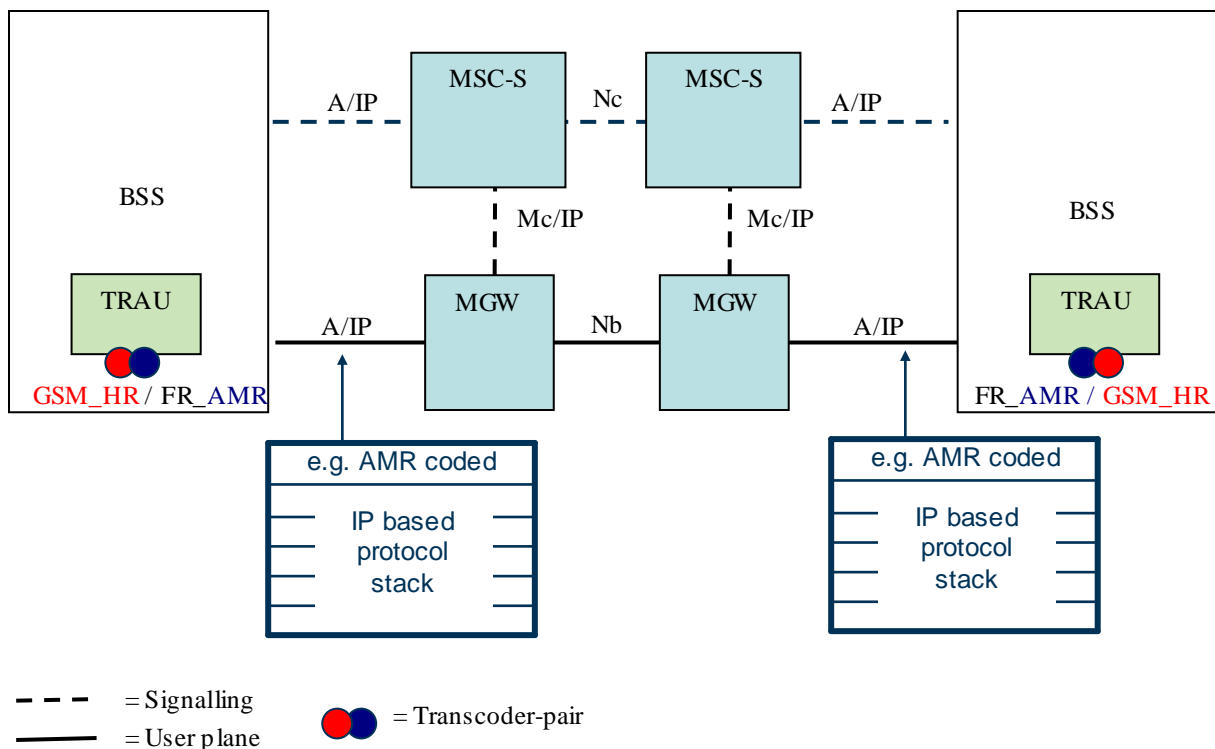 MSC-S
MSC-S
A/IP
Nc
A/IP
BSS
BSS
Mc/IP
Mc/IP
TRAU
MGW
MGW
TRAU
A/IP
Nb
A/IP
GSM_HR / FR_AMR
FR_AMR / GSM_HR
e.g. AMR coded
IP based
protocol
stack
e.g. AMR coded
IP based
protocol
stack
= Signalling
= Transcoder-pair
= User plane